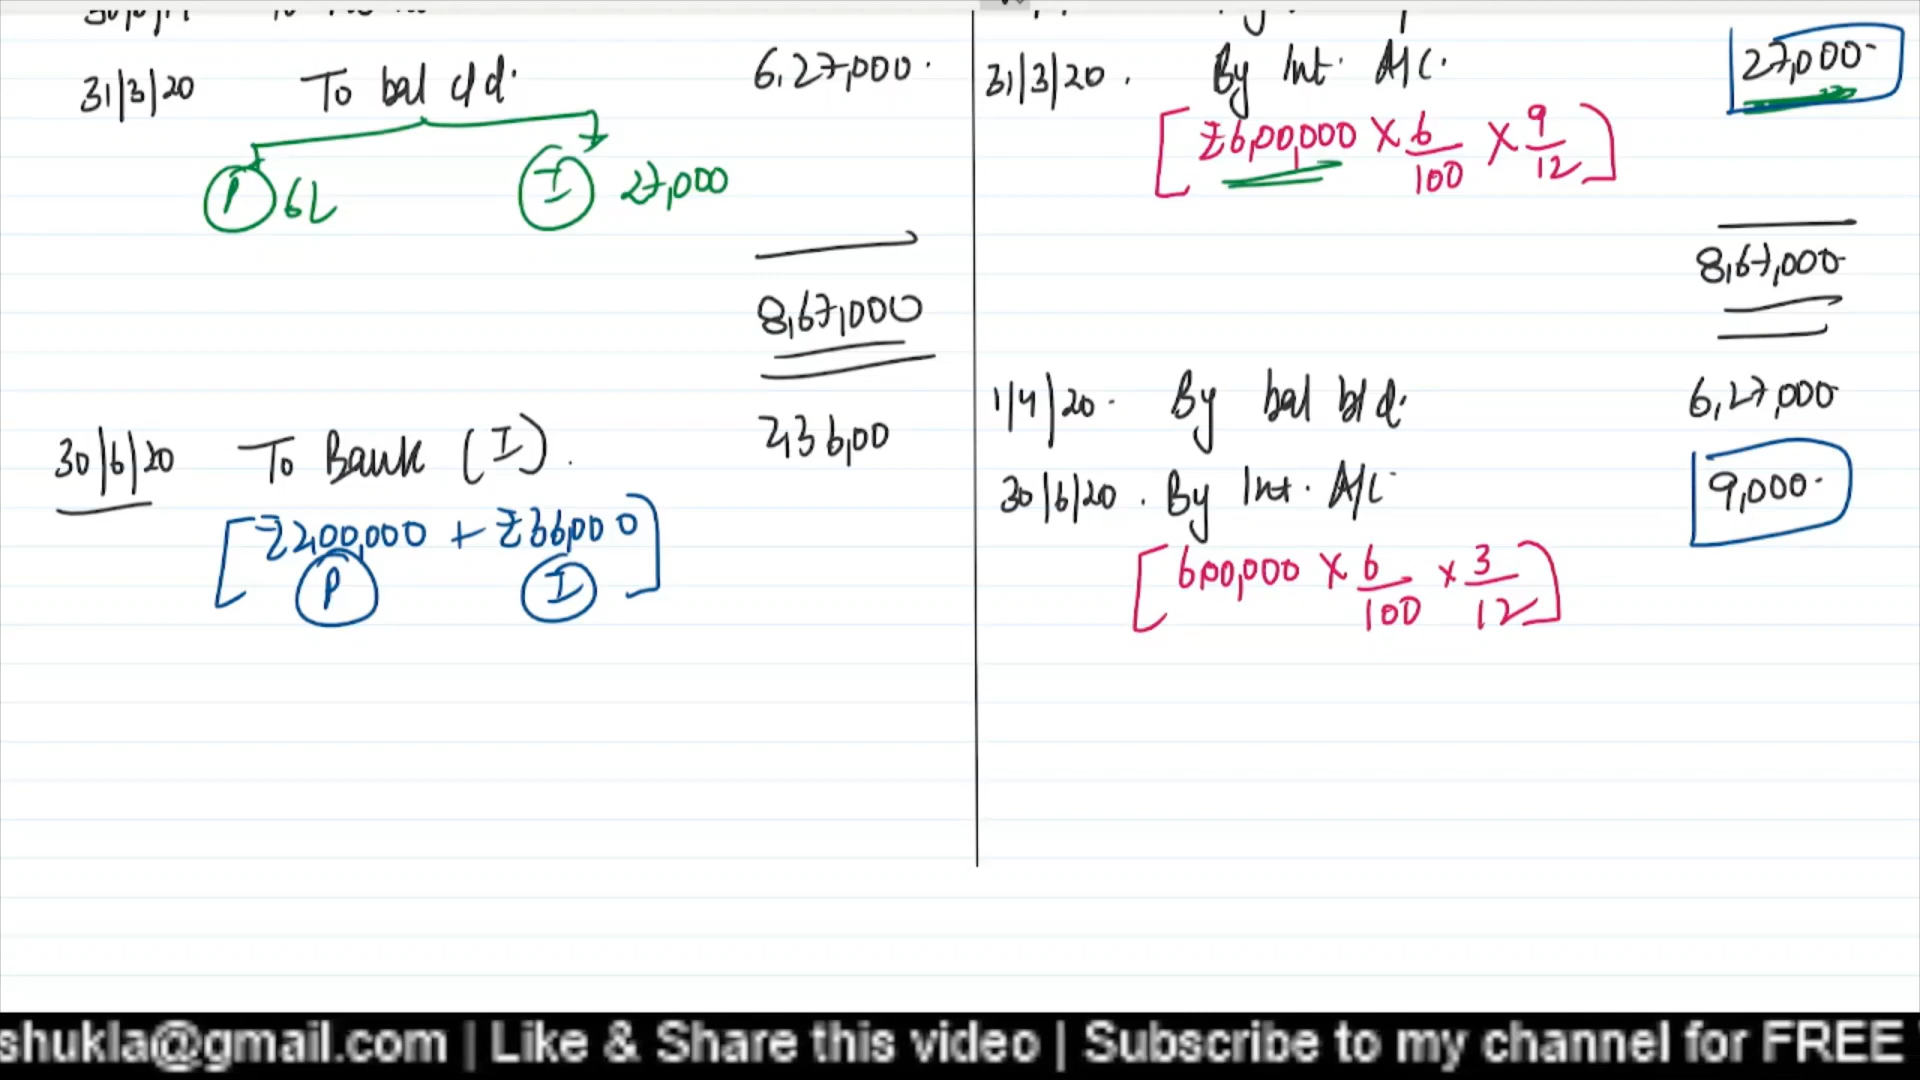 31/3/20 To bal c/d. 6,27,000.
P 6L I 27,000
8,67,000
30/6/20 To Bank (I). 2,36,00
[₹2,00,000 + ₹36,000]
P I
31/3/20. By Int. A/C. 27,000
[₹6,00,000 × 6/100 × 9/12]
8,67,000
1/4/20. By bal b/d. 6,27,000
30/6/20. By Int. A/C 9,000.
[6,00,000 × 6/100 × 3/12]
shukla@gmail.com | Like & Share this video | Subscribe to my channel for FREE